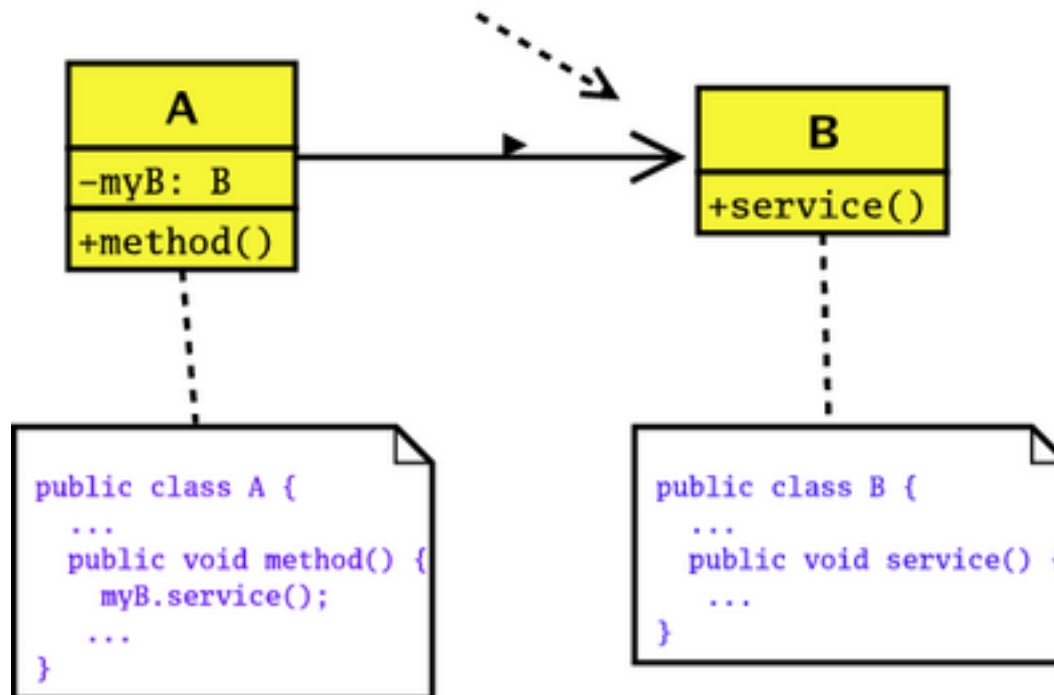 A
-myB: B
+method()
B
+service()
public class A {
...
public void method() {
myB.service();
...
}
public class B {
...
public void service() {
...
}